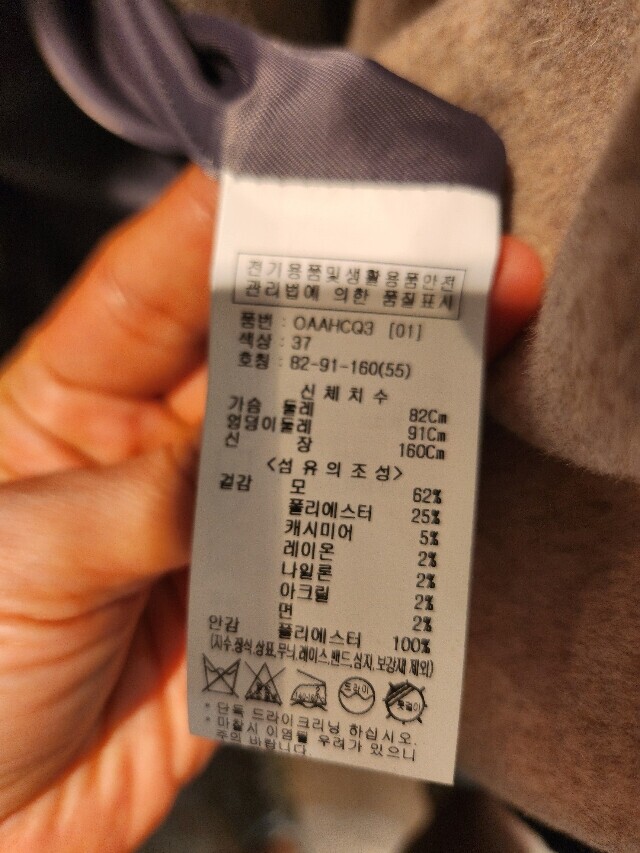 전기용품및생활용품안전
관리법에 의한 품질표시
품번 : OAAHCQ3 [01]
색상 : 37
호칭 : 82-91-160(55)
신체치수
가슴 둘레 82Cm
엉덩이둘레 91Cm
신 장 160Cm
<섬유의조성>
겉감 모 62%
폴리에스터 25%
캐시미어 5%
레이온 2%
나일론 2%
아크릴 2%
면 2%
안감 폴리에스터 100%
(자수,장식,상표,무늬,레이스,밴드,심지,보강재 제외)
드라이
* 단독 드라이크리닝 하십시오.
* 마찰시 이염될 우려가 있으니
주의 바랍니다.